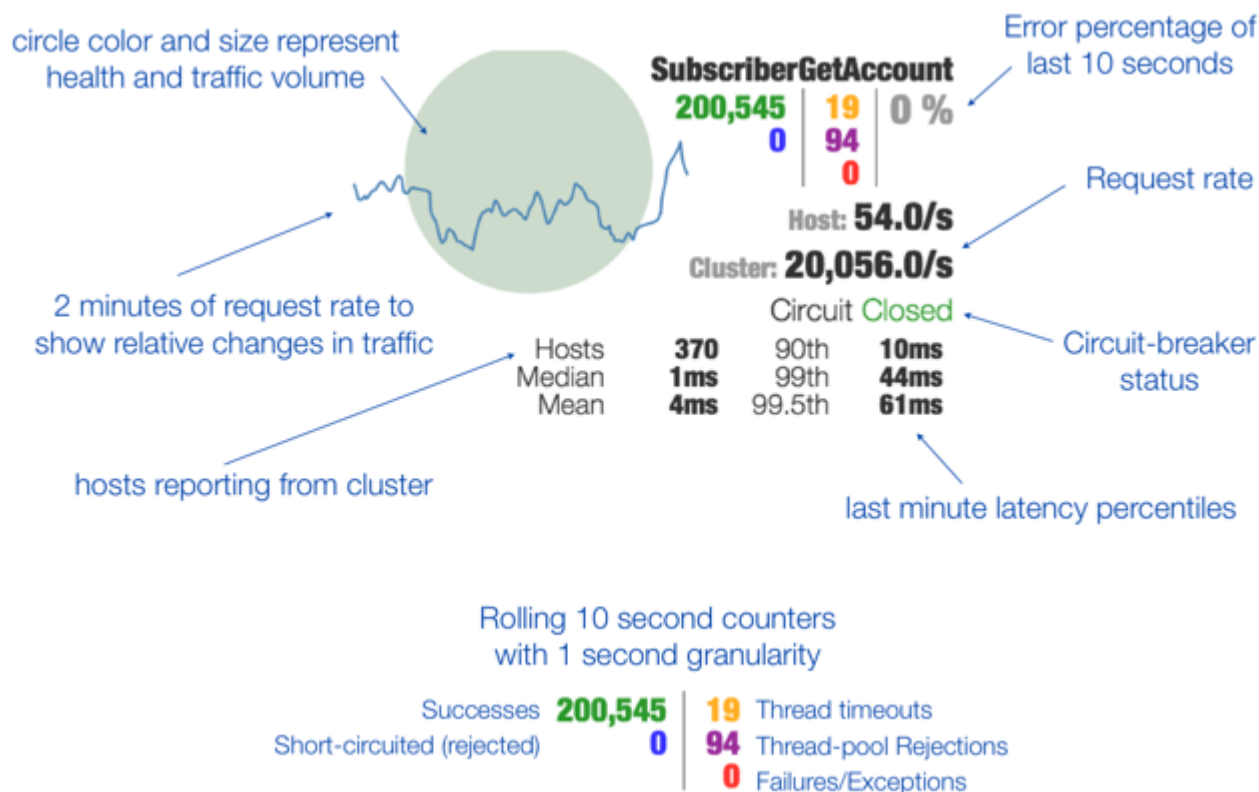 circle color and size represent
health and traffic volume
Error percentage of
last 10 seconds
SubscriberGetAccount
200,545 19 0 %
0 94
0
Request rate
Host: 54.0/s
Cluster: 20,056.0/s
2 minutes of request rate to
show relative changes in traffic
Circuit Closed
Circuit-breaker
status
Hosts 370 90th 10ms
Median 1ms 99th 44ms
Mean 4ms 99.5th 61ms
hosts reporting from cluster
last minute latency percentiles
Rolling 10 second counters
with 1 second granularity
Successes 200,545 19 Thread timeouts
Short-circuited (rejected) 0 94 Thread-pool Rejections
0 Failures/Exceptions